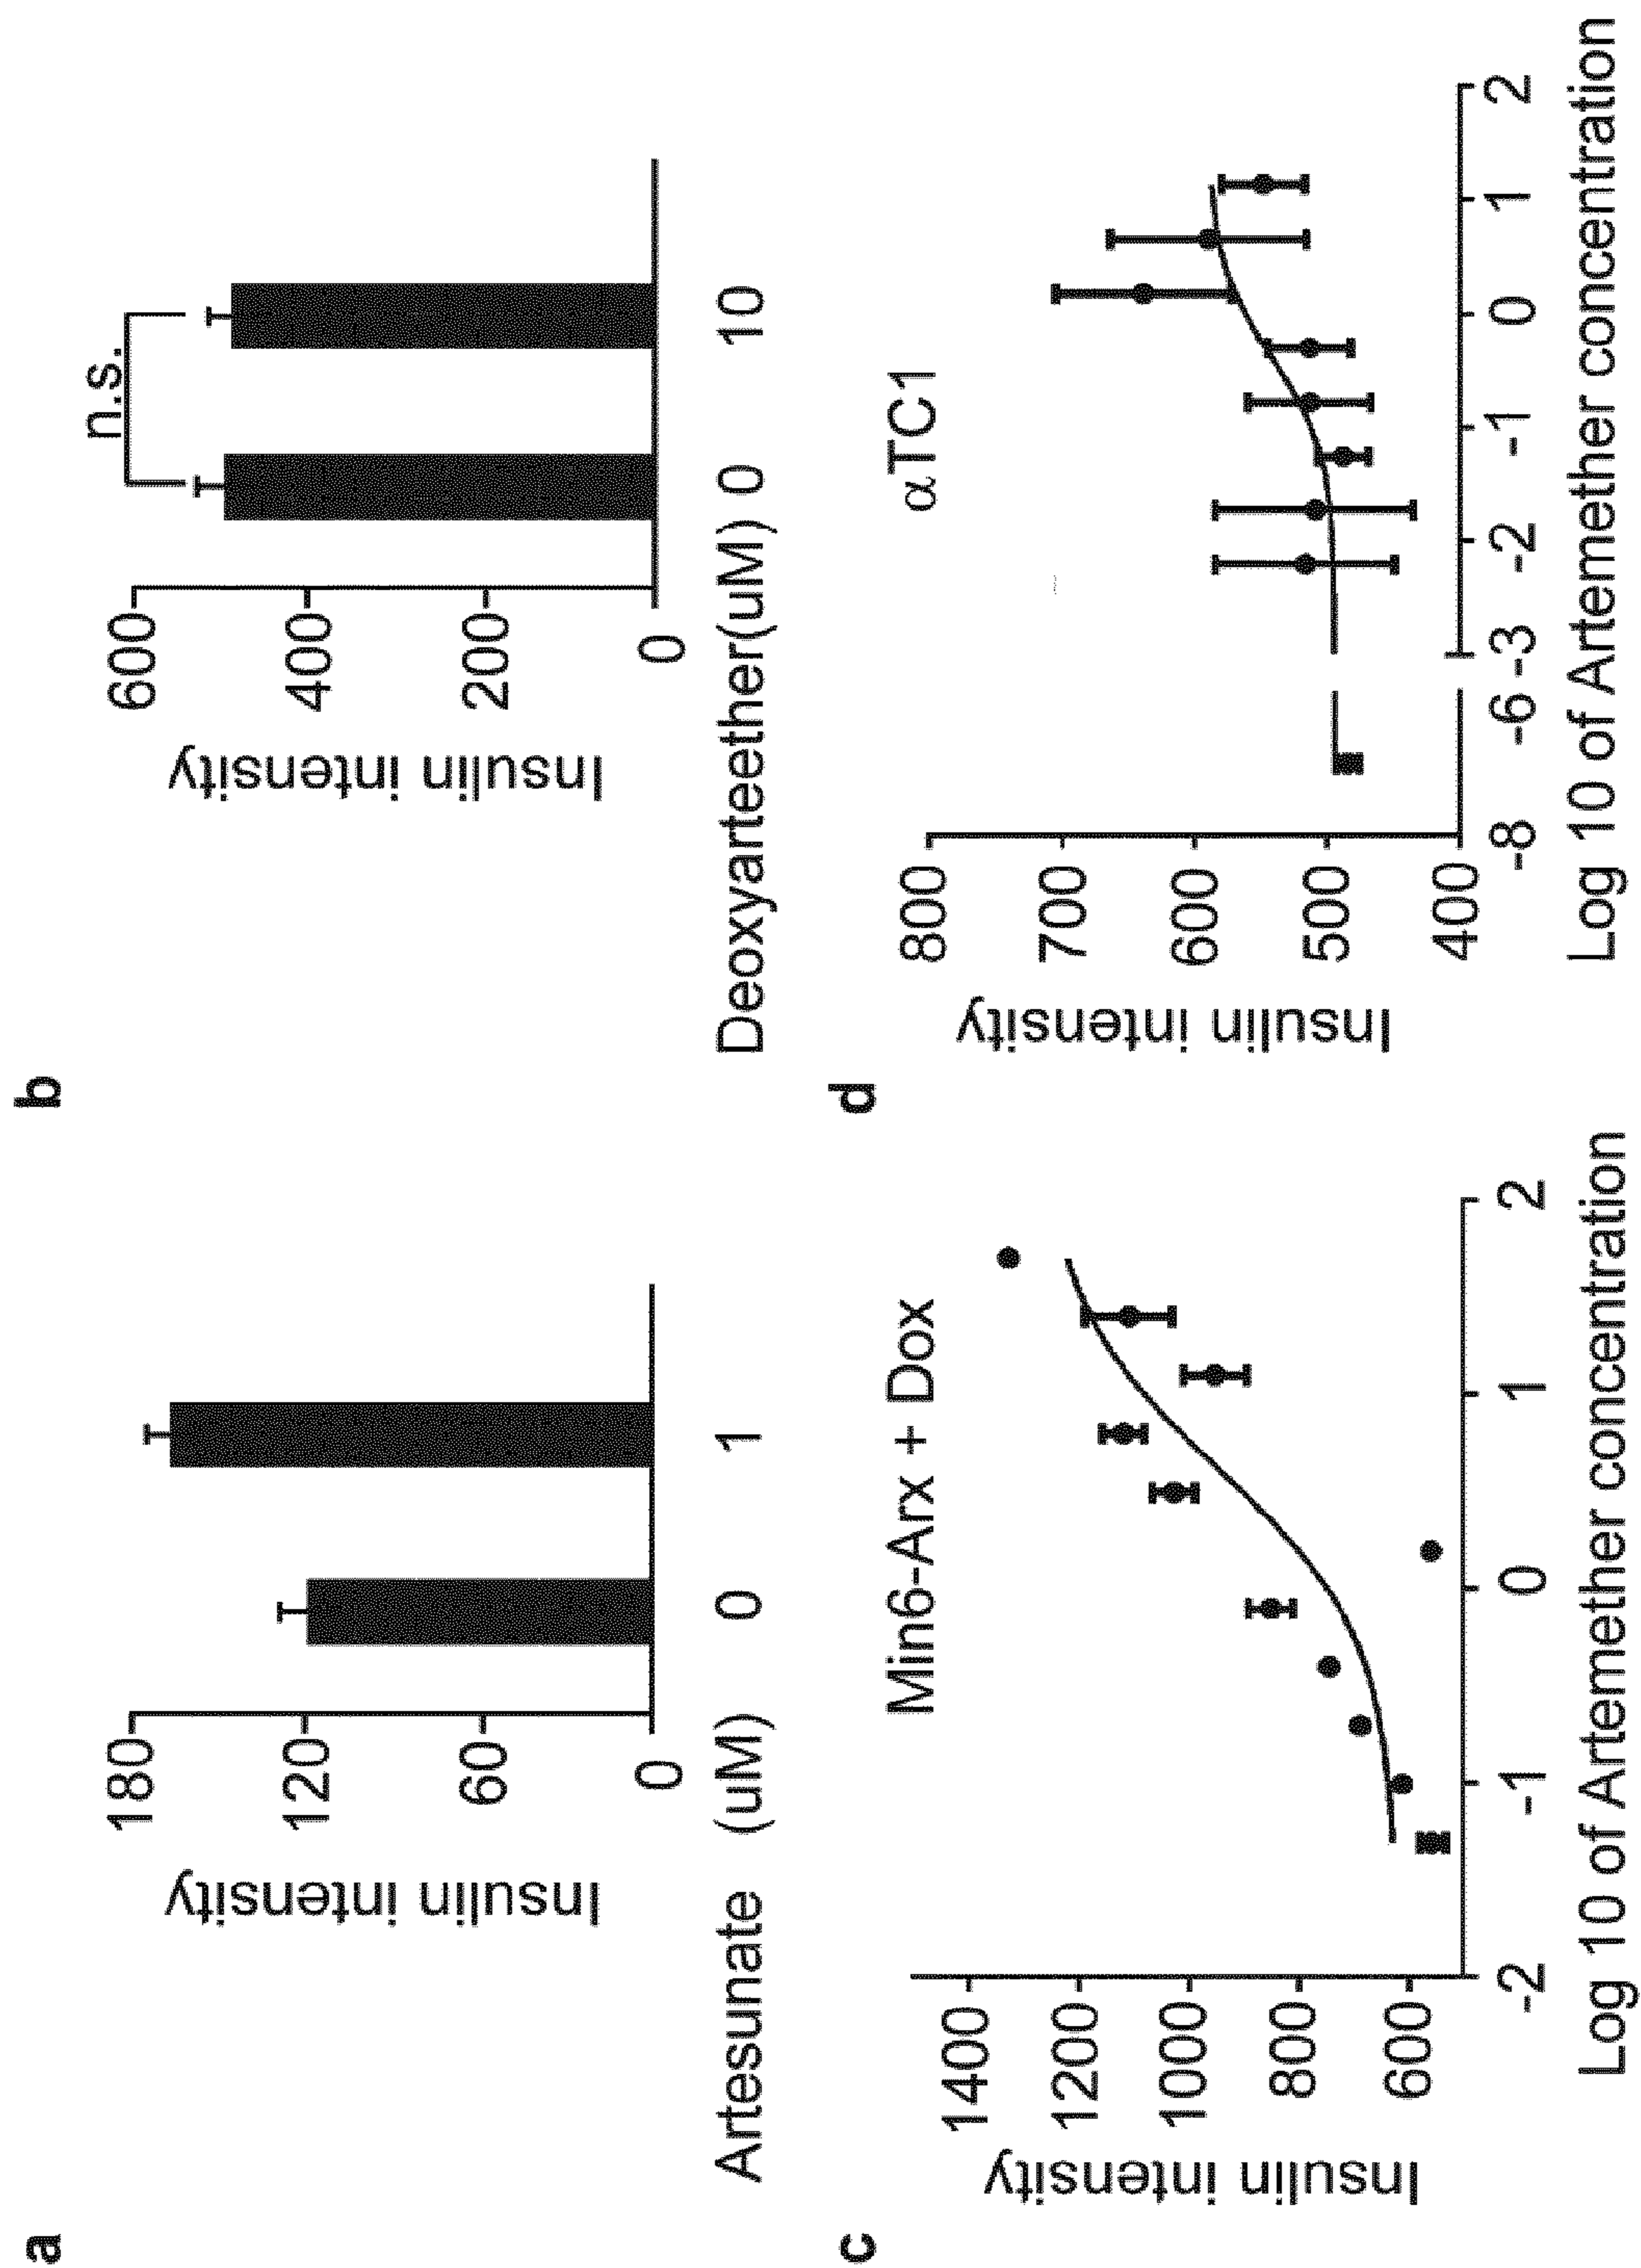 a
Insulin intensity
180
120
60
0
Artesunate (uM) 0 1
b
Insulin intensity
600
400
200
0
n.s.
Deoxyarteether(uM) 0 10
c
Min6-Arx + Dox
Insulin intensity
1400
1200
1000
800
600
-2 -1 0 1 2
Log 10 of Artemether concentration
d
αTC1
Insulin intensity
800
700
600
500
400
-8 -6 -3 -2 -1 0 1 2
Log 10 of Artemether concentration